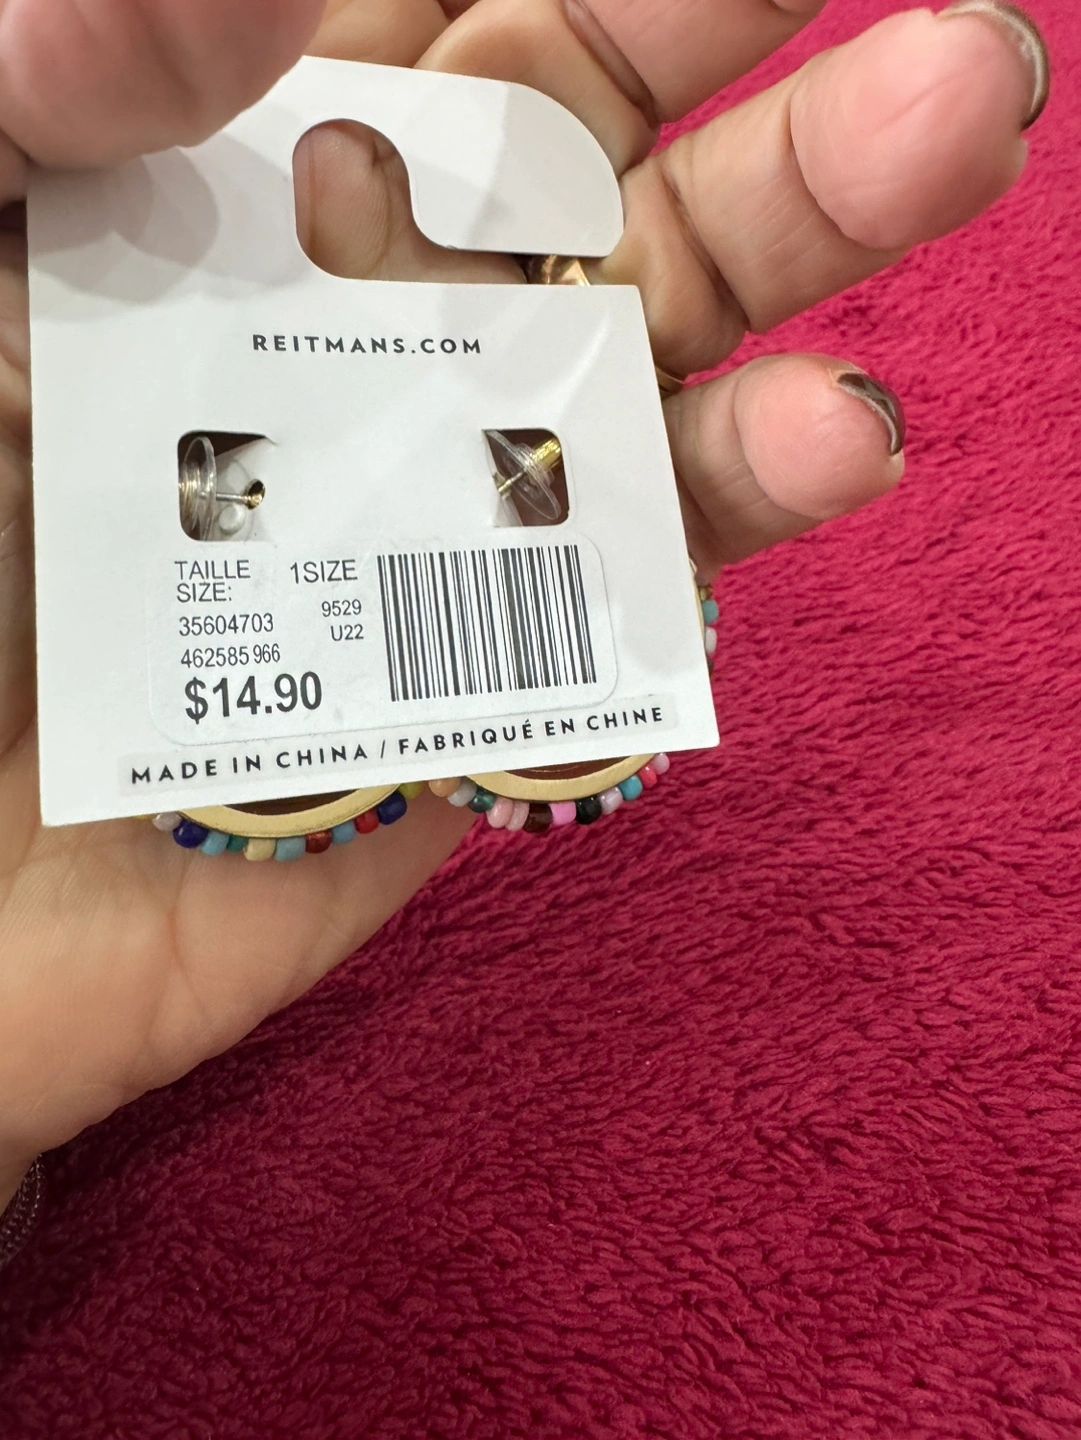 REITMANS.COM
TAILLE 1SIZE
SIZE:
35604703 9529
U22
462585 966
$14.90
MADE IN CHINA / FABRIQUÉ EN CHINE